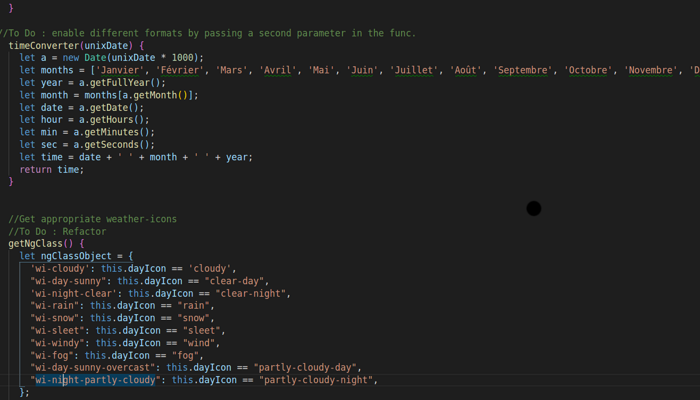 }
//To Do : enable different formats by passing a second parameter in the func.
timeConverter(unixDate) {
let a = new Date(unixDate * 1000);
let months = ['Janvier', 'Février', 'Mars', 'Avril', 'Mai', 'Juin', 'Juillet', 'Août', 'Septembre', 'Octobre', 'Novembre', 'D
let year = a.getFullYear();
let month = months[a.getMonth()];
let date = a.getDate();
let hour = a.getHours();
let min = a.getMinutes();
let sec = a.getSeconds();
let time = date + ' ' + month + ' ' + year;
return time;
}
//Get appropriate weather-icons
//To Do : Refactor
getNgClass() {
let ngClassObject = {
'wi-cloudy': this.dayIcon == 'cloudy',
"wi-day-sunny": this.dayIcon == "clear-day",
'wi-night-clear': this.dayIcon == "clear-night",
"wi-rain": this.dayIcon == "rain",
"wi-snow": this.dayIcon == "snow",
"wi-sleet": this.dayIcon == "sleet",
"wi-windy": this.dayIcon == "wind",
"wi-fog": this.dayIcon == "fog",
"wi-day-sunny-overcast": this.dayIcon == "partly-cloudy-day",
"wi-night-partly-cloudy": this.dayIcon == "partly-cloudy-night",
};